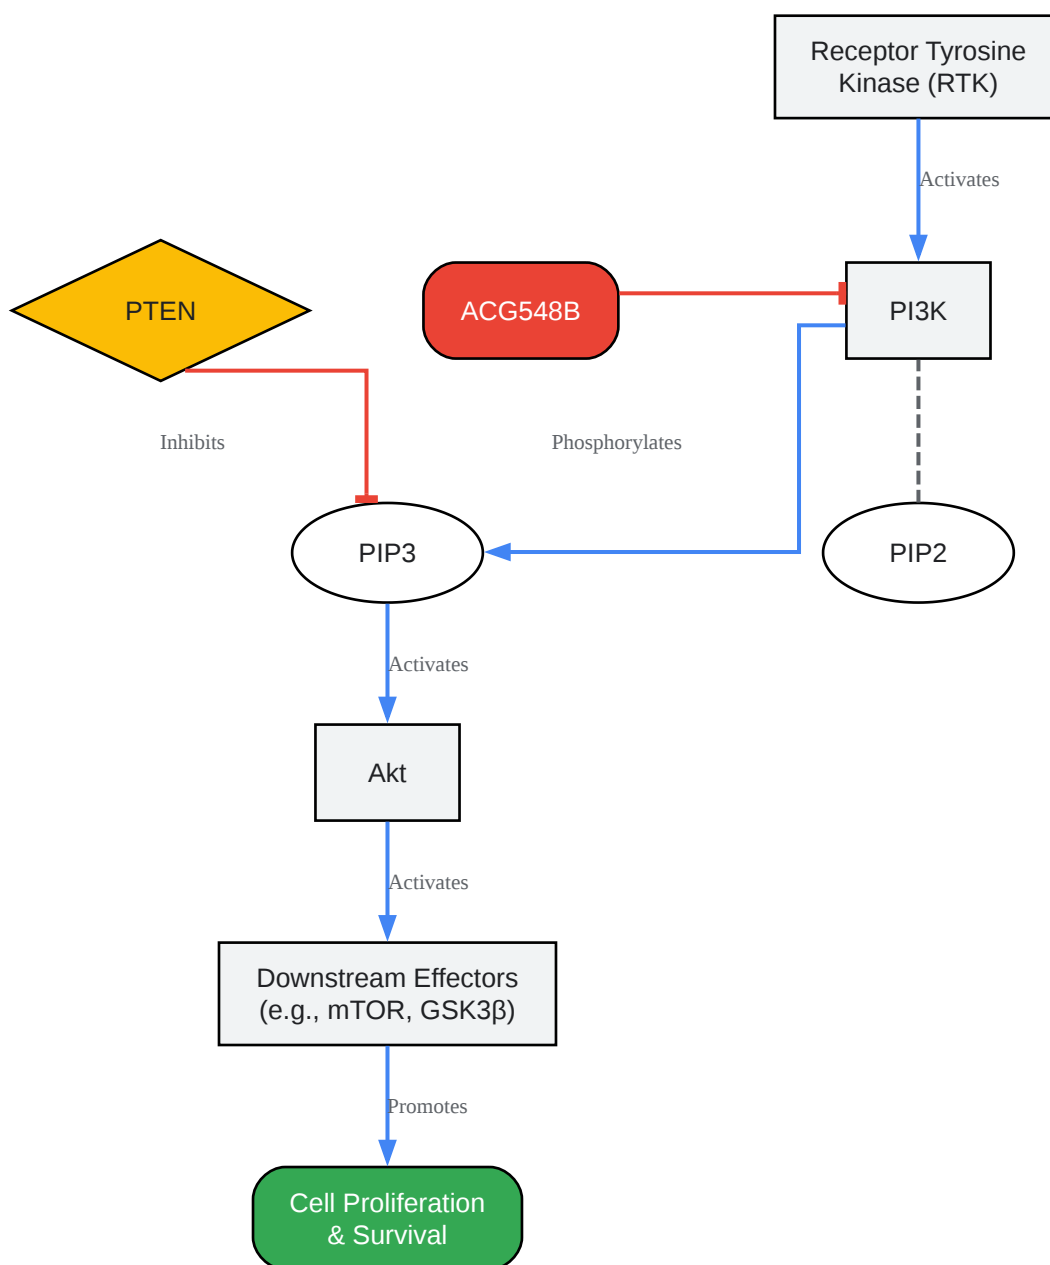 Receptor Tyrosine
Kinase (RTK)
Activates
PTEN
ACG548B
PI3K
Inhibits
Phosphorylates
PIP3
PIP2
Activates
Akt
Activates
Downstream Effectors
(e.g., mTOR, GSK3β)
Promotes
Cell Proliferation
& Survival